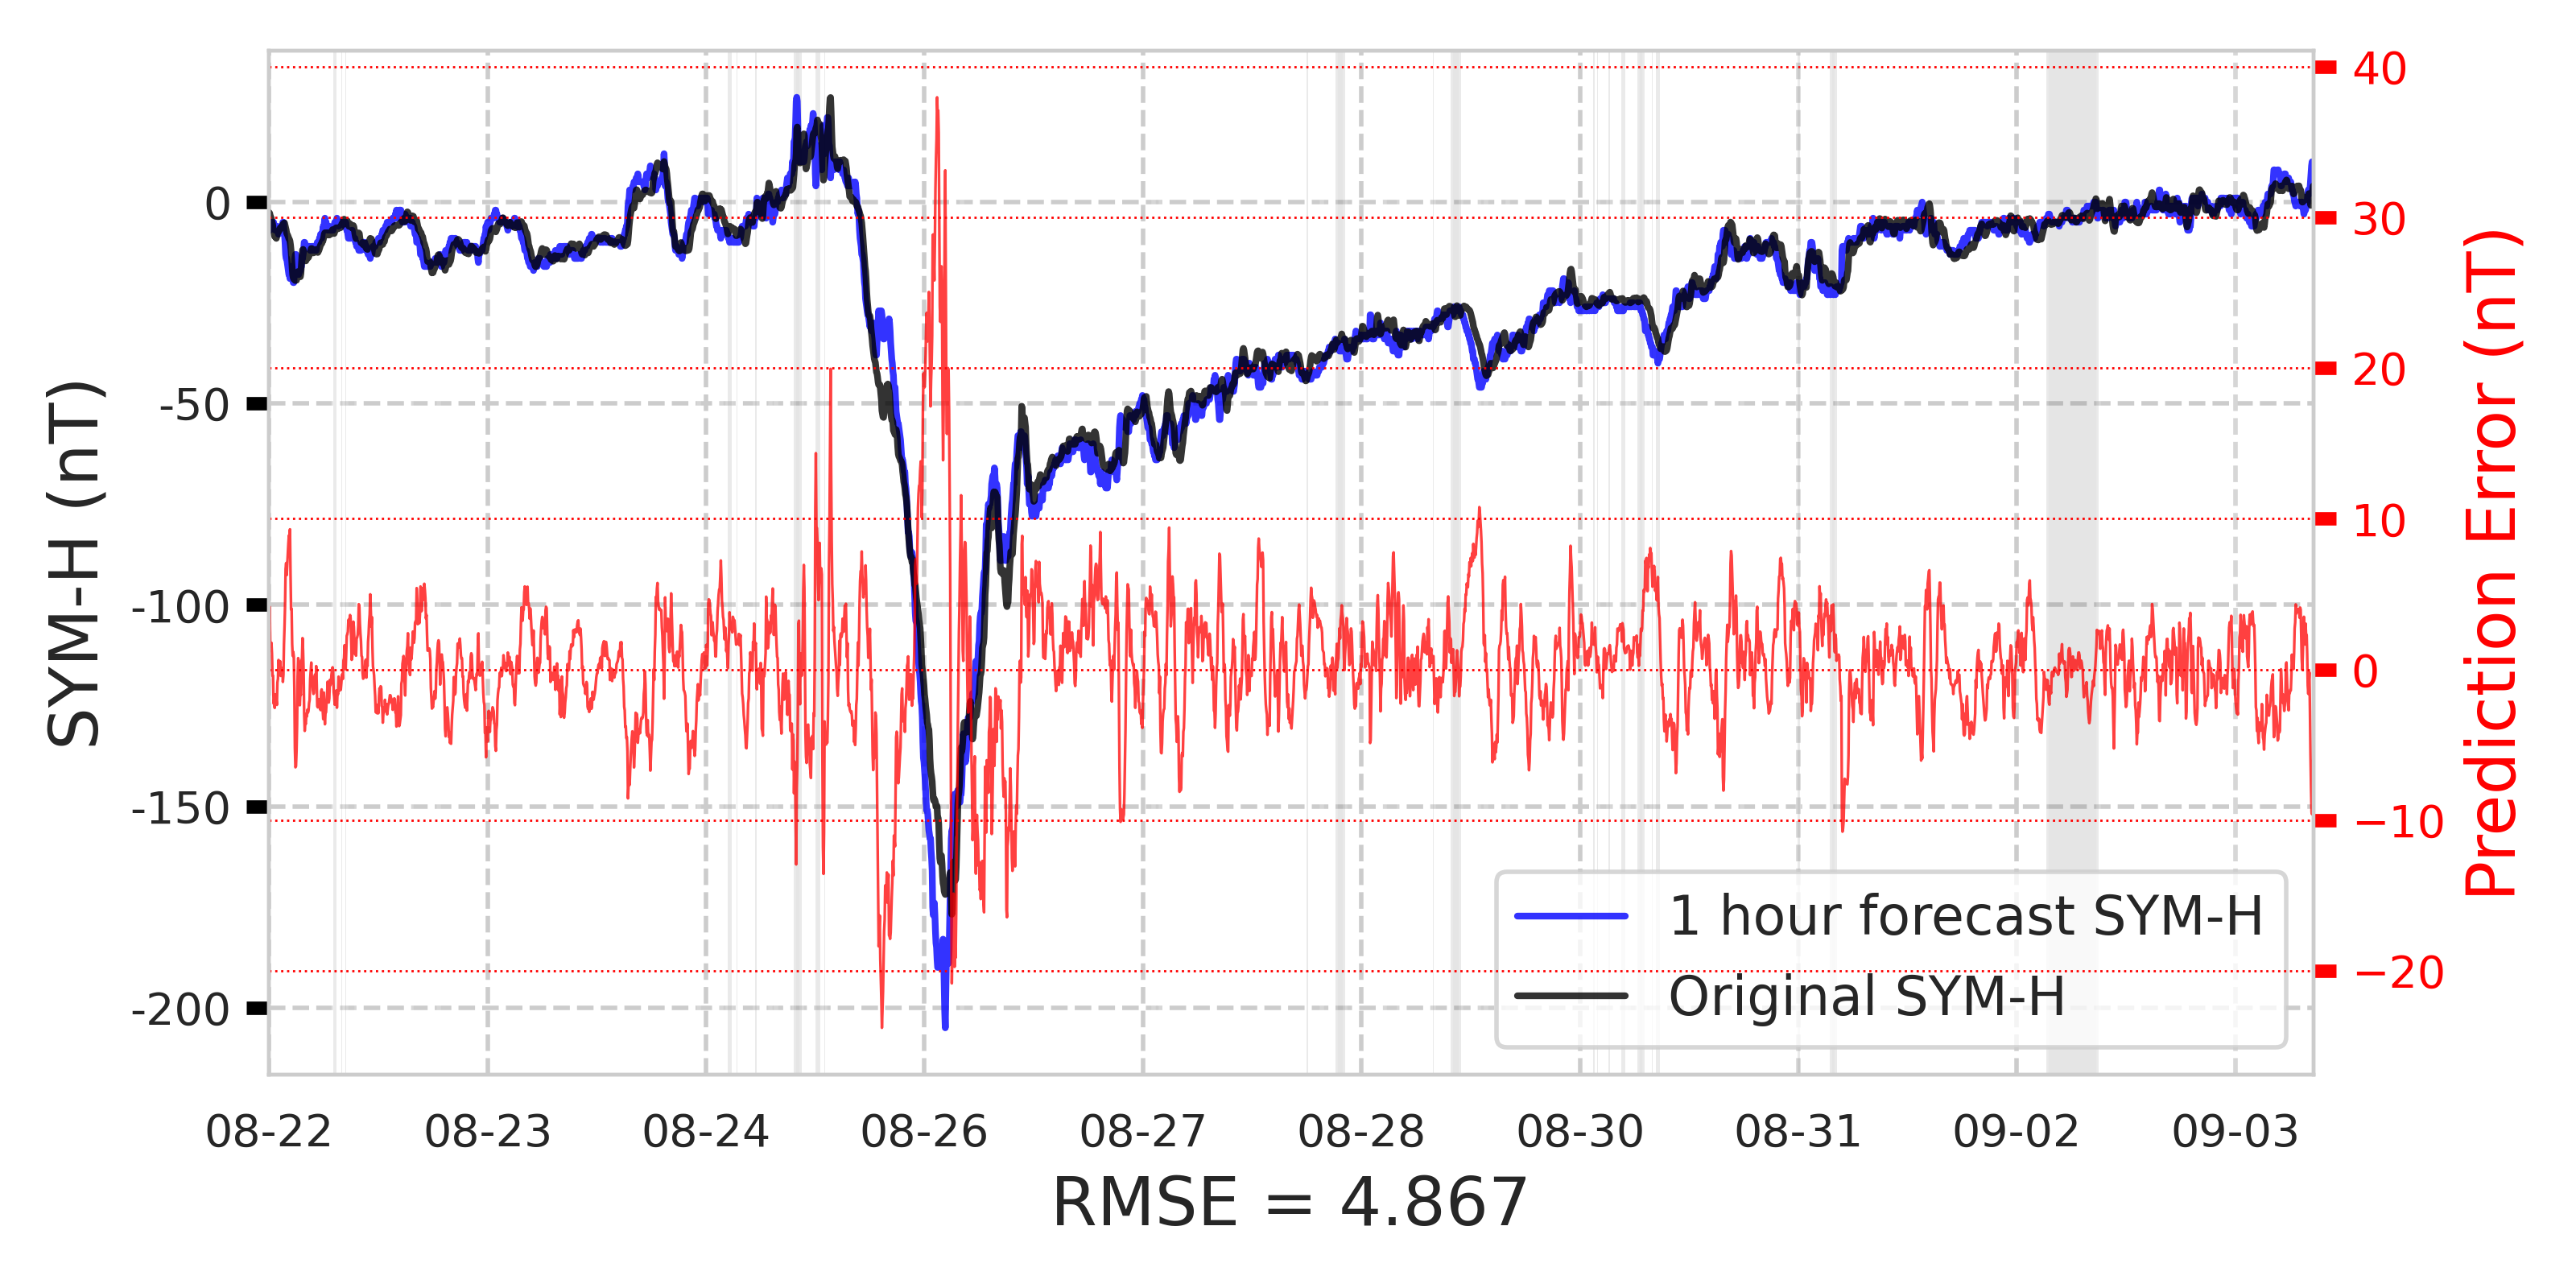 SYM-H (nT)
0
-50
-100
-150
-200
40
30
20
10
0
−10
−20
Prediction Error (nT)
1 hour forecast SYM-H
Original SYM-H
08-22 08-23 08-24 08-26 08-27 08-28 08-30 08-31 09-02 09-03
RMSE = 4.867